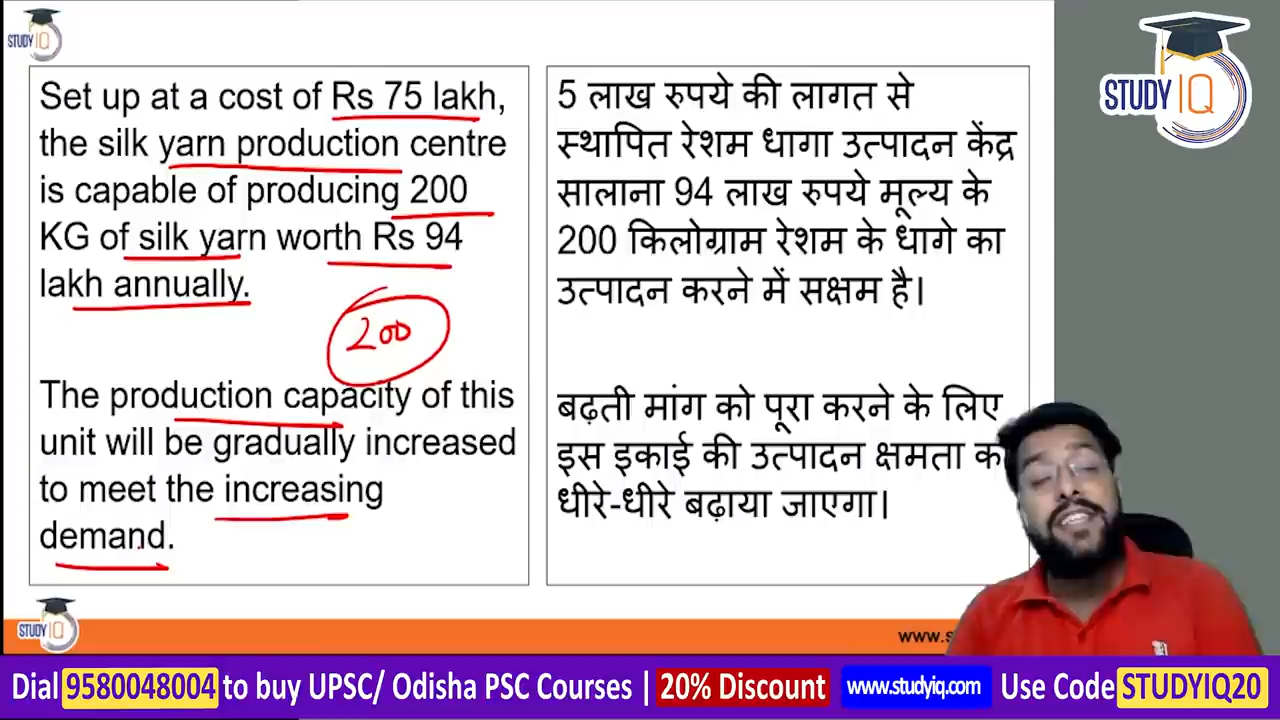 STUDY IQ
STUDY IQ
Set up at a cost of Rs 75 lakh,
the silk yarn production centre
is capable of producing 200
KG of silk yarn worth Rs 94
lakh annually.
200
The production capacity of this
unit will be gradually increased
to meet the increasing
demand.
5 लाख रुपये की लागत से
स्थापित रेशम धागा उत्पादन केंद्र
सालाना 94 लाख रुपये मूल्य के
200 किलोग्राम रेशम के धागे का
उत्पादन करने में सक्षम है।
बढ़ती मांग को पूरा करने के लिए
इस इकाई की उत्पादन क्षमता
धीरे-धीरे बढ़ाया जाएगा।
STUDY IQ
www.s
Dial 9580048004 to buy UPSC/ Odisha PSC Courses | 20% Discount www.studyiq.com Use Code STUDYIQ20